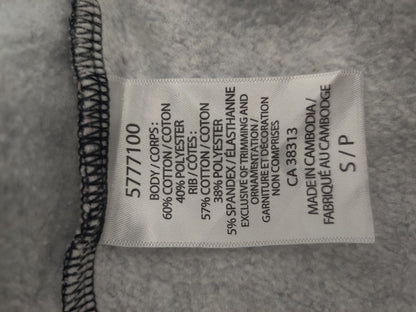 5777100
BODY / CORPS :
60% COTTON / COTON
40% POLYESTER
RIB / CÔTES :
57% COTTON / COTON
38% POLYESTER
5% SPANDEX / ÉLASTHANNE
EXCLUSIVE OF TRIMMING AND
ORNAMENTATION /
GARNITURE ET DÉCORATION
NON COMPRISES
CA 38313
MADE IN CAMBODIA /
FABRIQUÉ AU CAMBODGE
S / P